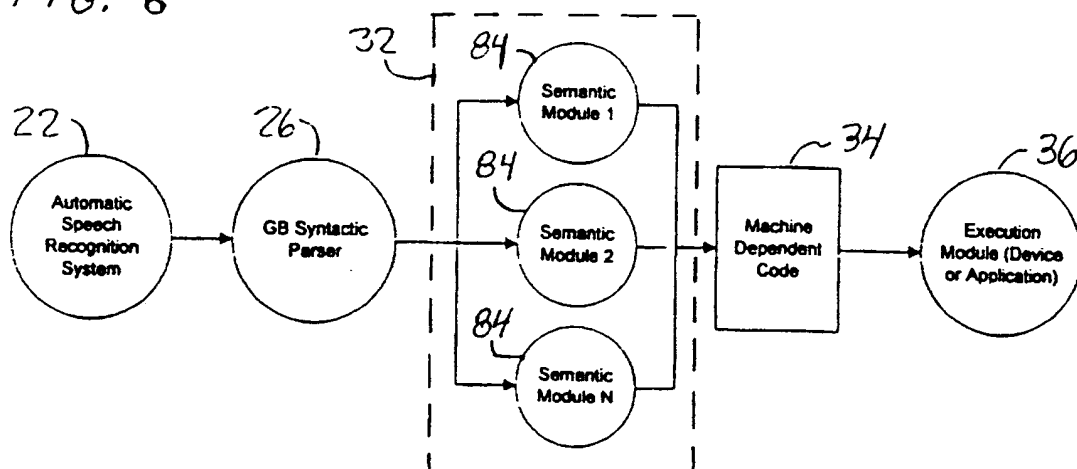 FIG. 6
32
84
Semantic
Module 1
22
26
84
34
36
Automatic
Speech
Recognition
System
GB Syntactic
Parser
Semantic
Module 2
Machine
Dependent
Code
Execution
Module (Device
or Application)
84
Semantic
Module N